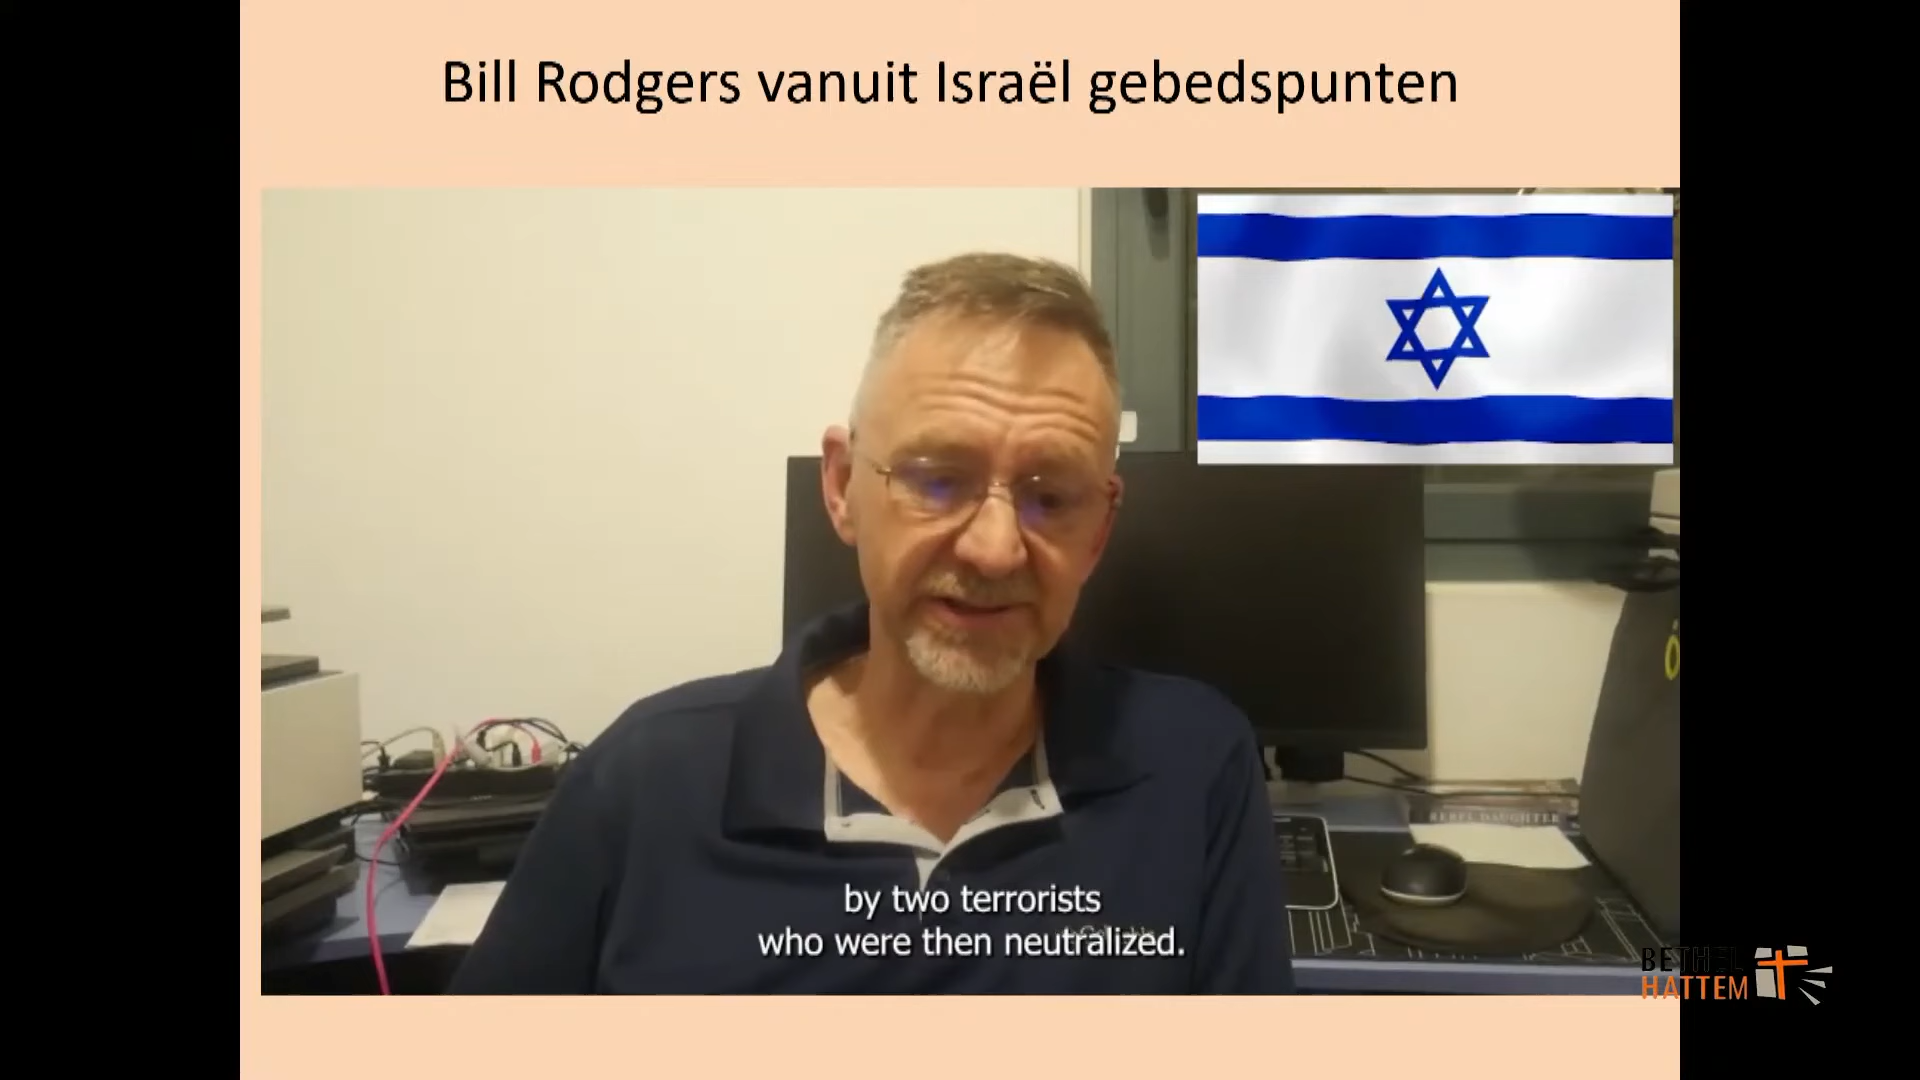 Bill Rodgers vanuit Israël gebedspunten
REBEL DAUGHTER
by two terrorists
who were then neutralized.
BETHEL
HATTEM